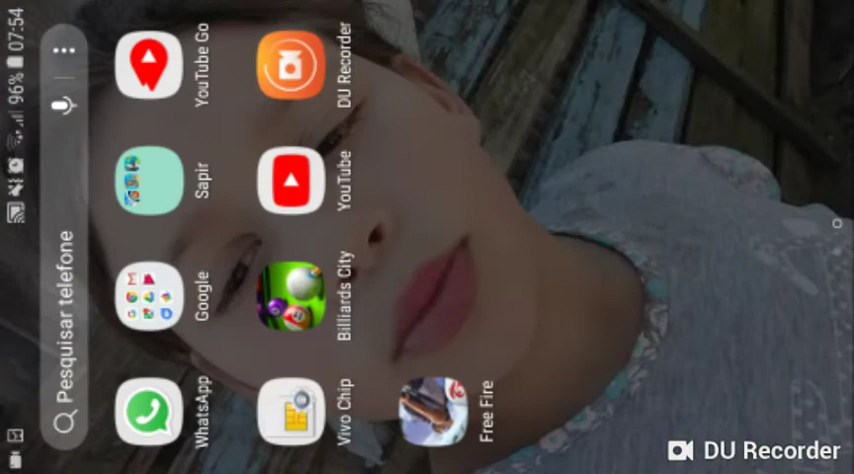 96% 07:54
Pesquisar telefone
WhatsApp
Google
Sapir
YouTube Go
Vivo Chip
Billiards City
YouTube
DU Recorder
Free Fire
DU Recorder